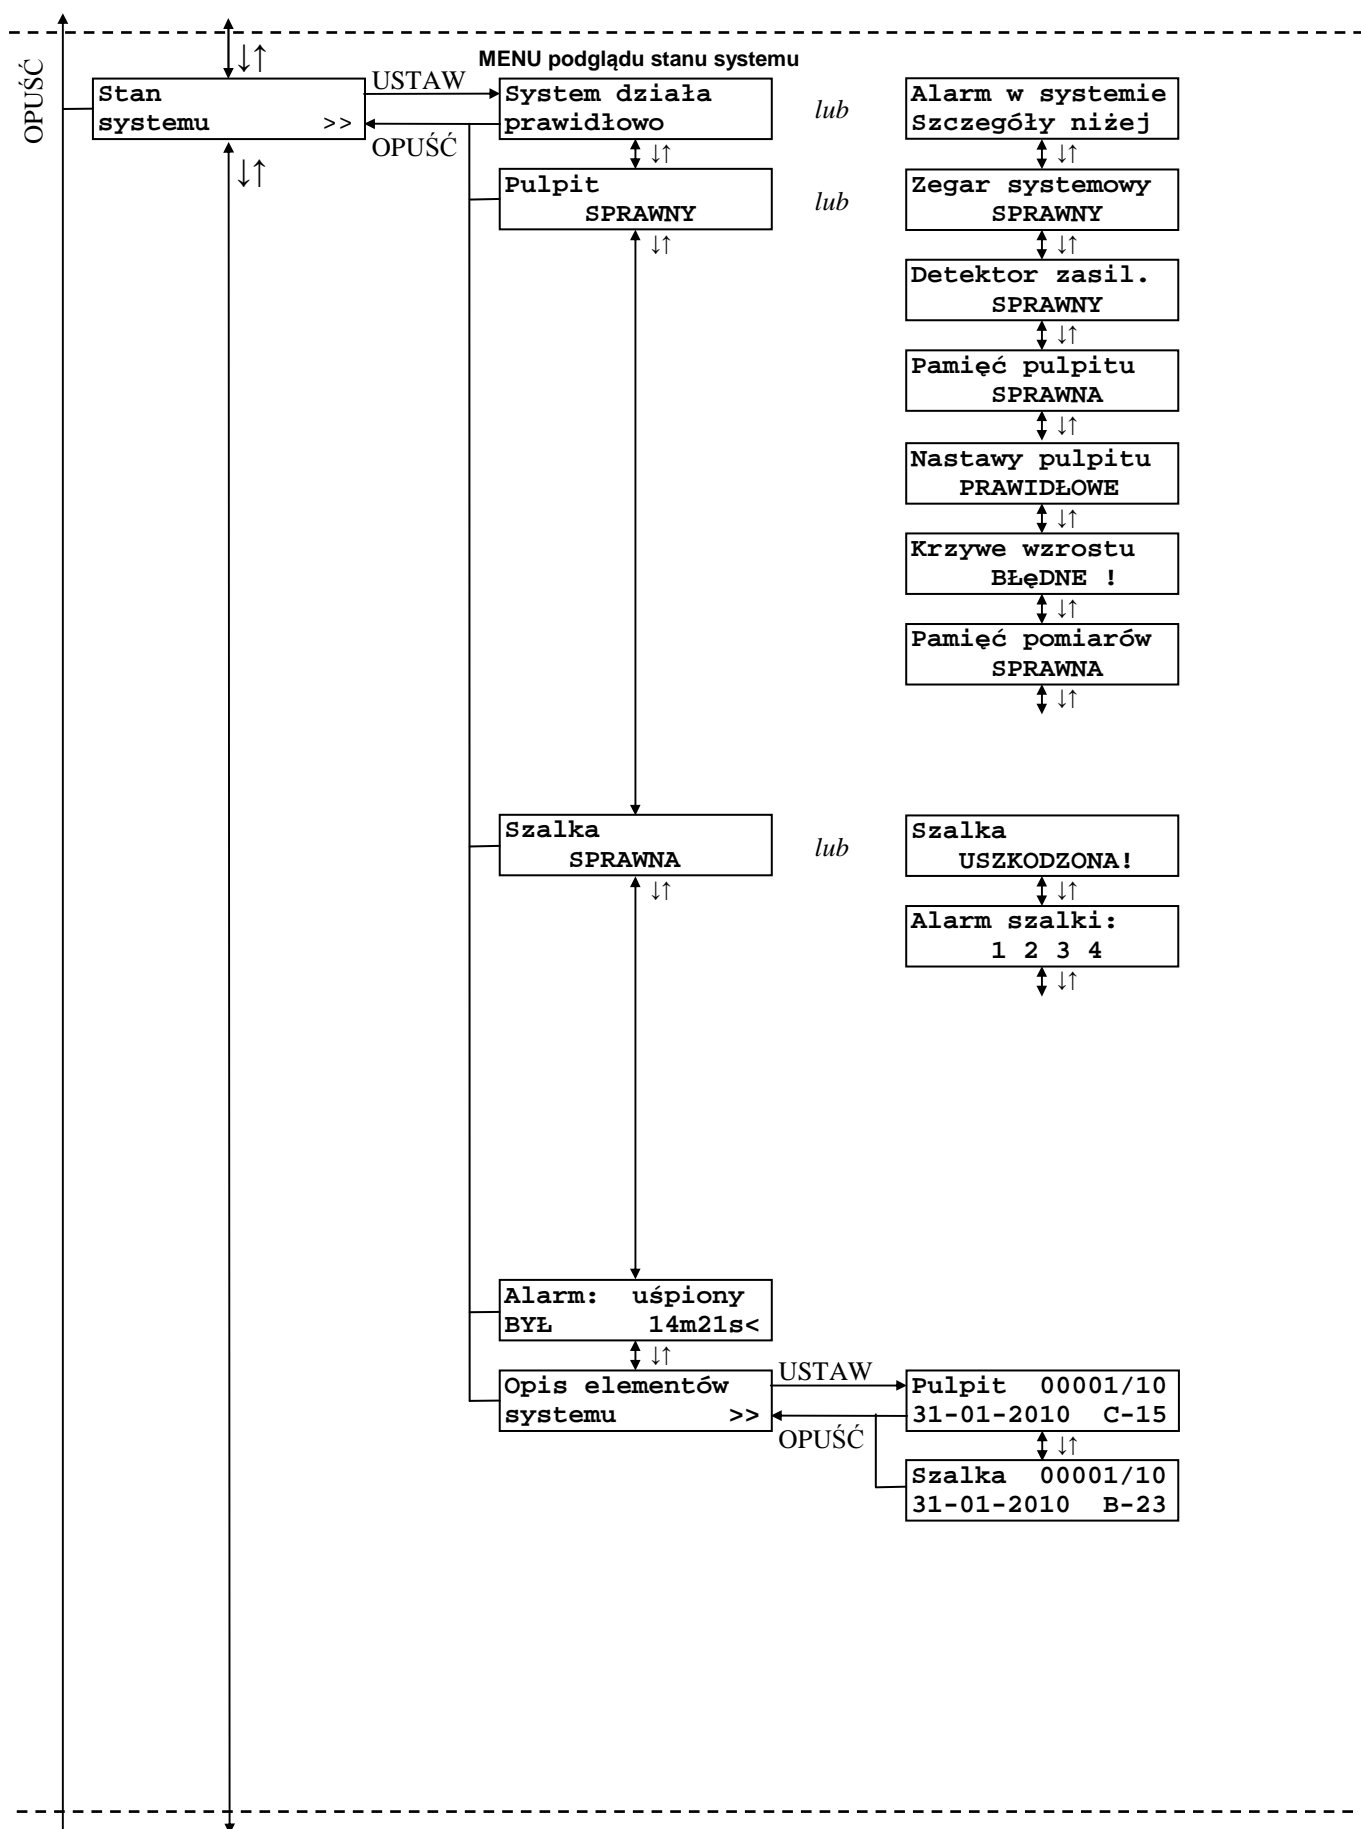 OPUŚĆ
↓↑
MENU podglądu stanu systemu
Stan
systemu >>
USTAW
OPUŚĆ
System działa
prawidłowo
lub
Alarm w systemie
Szczegóły niżej
↓↑
↓↑
↓↑
Pulpit
SPRAWNY
lub
Zegar systemowy
SPRAWNY
↓↑
↓↑
Detektor zasil.
SPRAWNY
↓↑
Pamięć pulpitu
SPRAWNA
↓↑
Nastawy pulpitu
PRAWIDŁOWE
↓↑
Krzywe wzrostu
BŁęDNE !
↓↑
Pamięć pomiarów
SPRAWNA
↓↑
Szalka
SPRAWNA
lub
Szalka
USZKODZONA!
↓↑
↓↑
Alarm szalki:
1 2 3 4
↓↑
Alarm: uśpiony
BYŁ 14m21s<
↓↑
Opis elementów
systemu >>
USTAW
OPUŚĆ
Pulpit 00001/10
31-01-2010 C-15
↓↑
Szalka 00001/10
31-01-2010 B-23